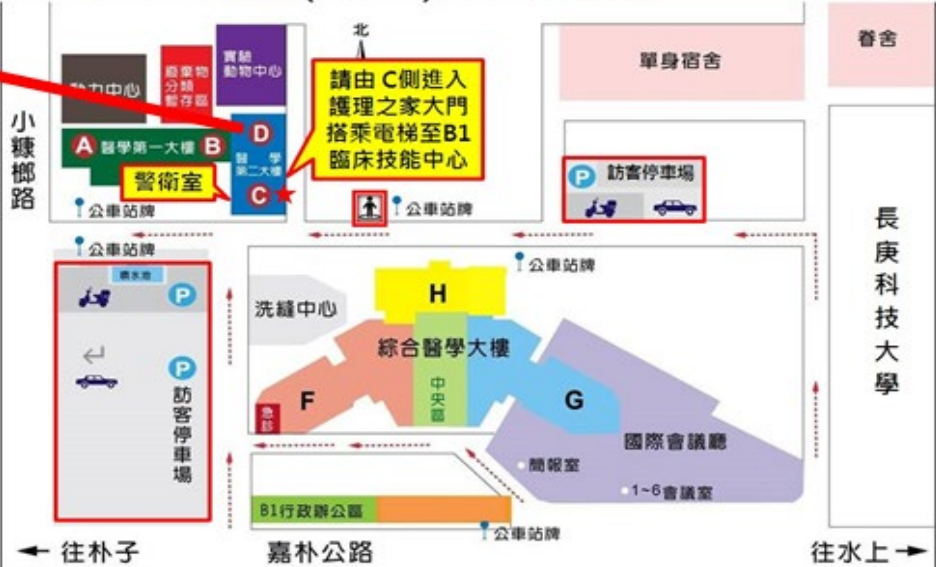 北
眷舍
單身宿舍
實驗
動物中心
廢棄物
分類
暫存區
動力中心
請由 C側進入
護理之家大門
搭乘電梯至B1
臨床技能中心
小糠榔路
A 醫學第一大樓 B
D
醫學
第二大樓
C
警衛室
P 訪客停車場
公車站牌
公車站牌
公車站牌
公車站牌
長庚科技大學
噴水池
P
P
訪客停車場
洗縫中心
H
綜合醫學大樓
中央區
F
G
急診
國際會議廳
簡報室
1~6會議室
B1行政辦公區
公車站牌
← 往朴子
嘉朴公路
往水上 →